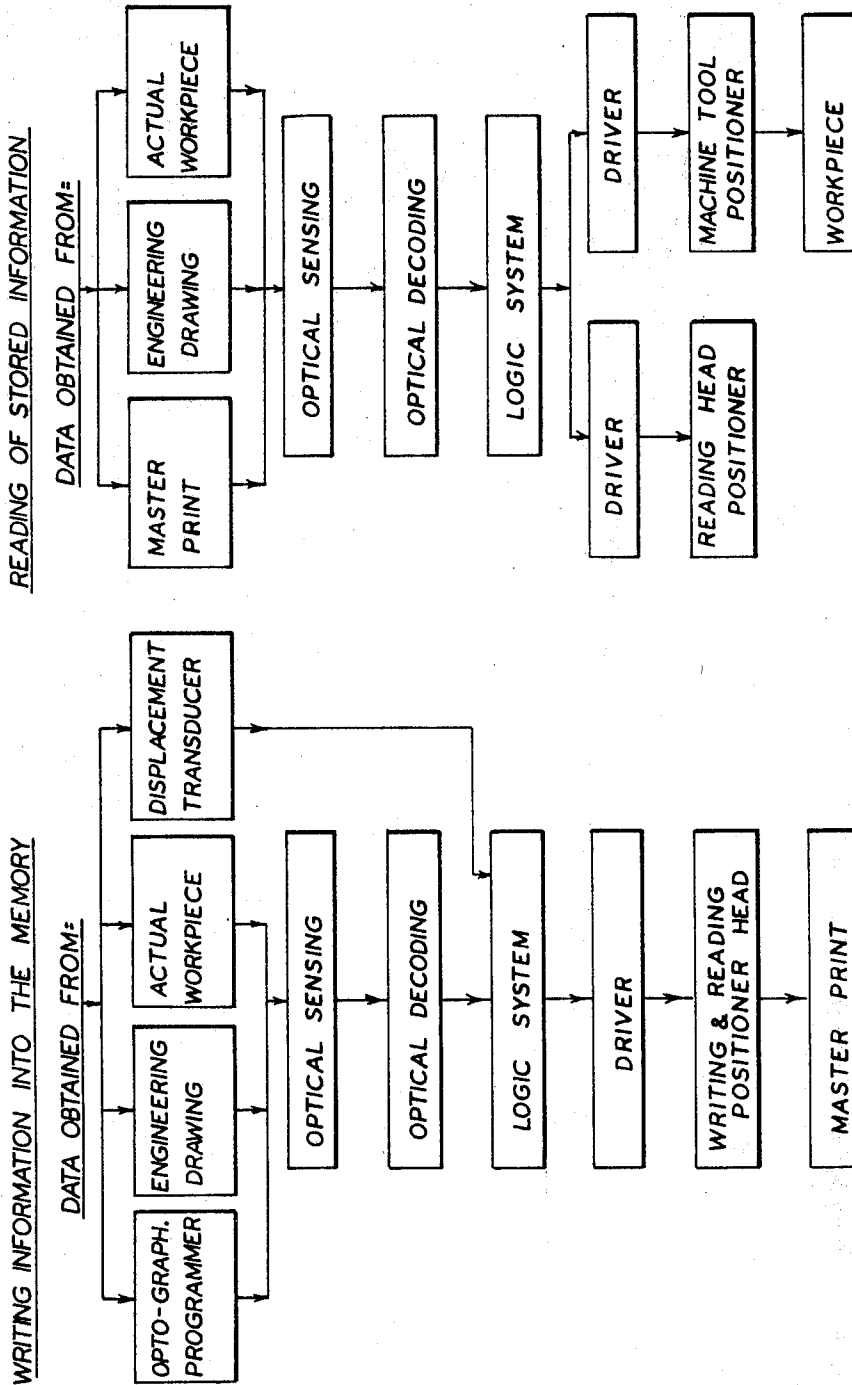 WRITING INFORMATION INTO THE MEMORY
DATA OBTAINED FROM=
OPTO-GRAPH.
PROGRAMMER
ENGINEERING
DRAWING
ACTUAL
WORKPIECE
DISPLACEMENT
TRANSDUCER
OPTICAL SENSING
OPTICAL DECODING
LOGIC SYSTEM
DRIVER
WRITING & READING
POSITIONER HEAD
MASTER PRINT
READING OF STORED INFORMATION
DATA OBTAINED FROM=
MASTER
PRINT
ENGINEERING
DRAWING
ACTUAL
WORKPIECE
OPTICAL SENSING
OPTICAL DECODING
LOGIC SYSTEM
DRIVER
READING HEAD
POSITIONER
DRIVER
MACHINE TOOL
POSITIONER
WORKPIECE